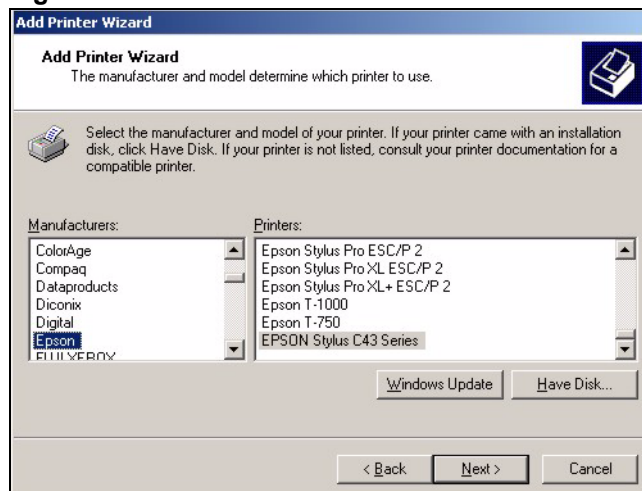 Add Printer Wizard
Add Printer Wizard
The manufacturer and model determine which printer to use.
Select the manufacturer and model of your printer. If your printer came with an installation
disk, click Have Disk. If your printer is not listed, consult your printer documentation for a
compatible printer.
Manufacturers:
ColorAge
Compaq
Dataproducts
Diconix
Digital
Epson
FUJI XEROX
Printers:
Epson Stylus Pro ESC/P 2
Epson Stylus Pro XL ESC/P 2
Epson Stylus Pro XL+ ESC/P 2
Epson T-1000
Epson T-750
EPSON Stylus C43 Series
Windows Update
Have Disk...
< Back
Next >
Cancel